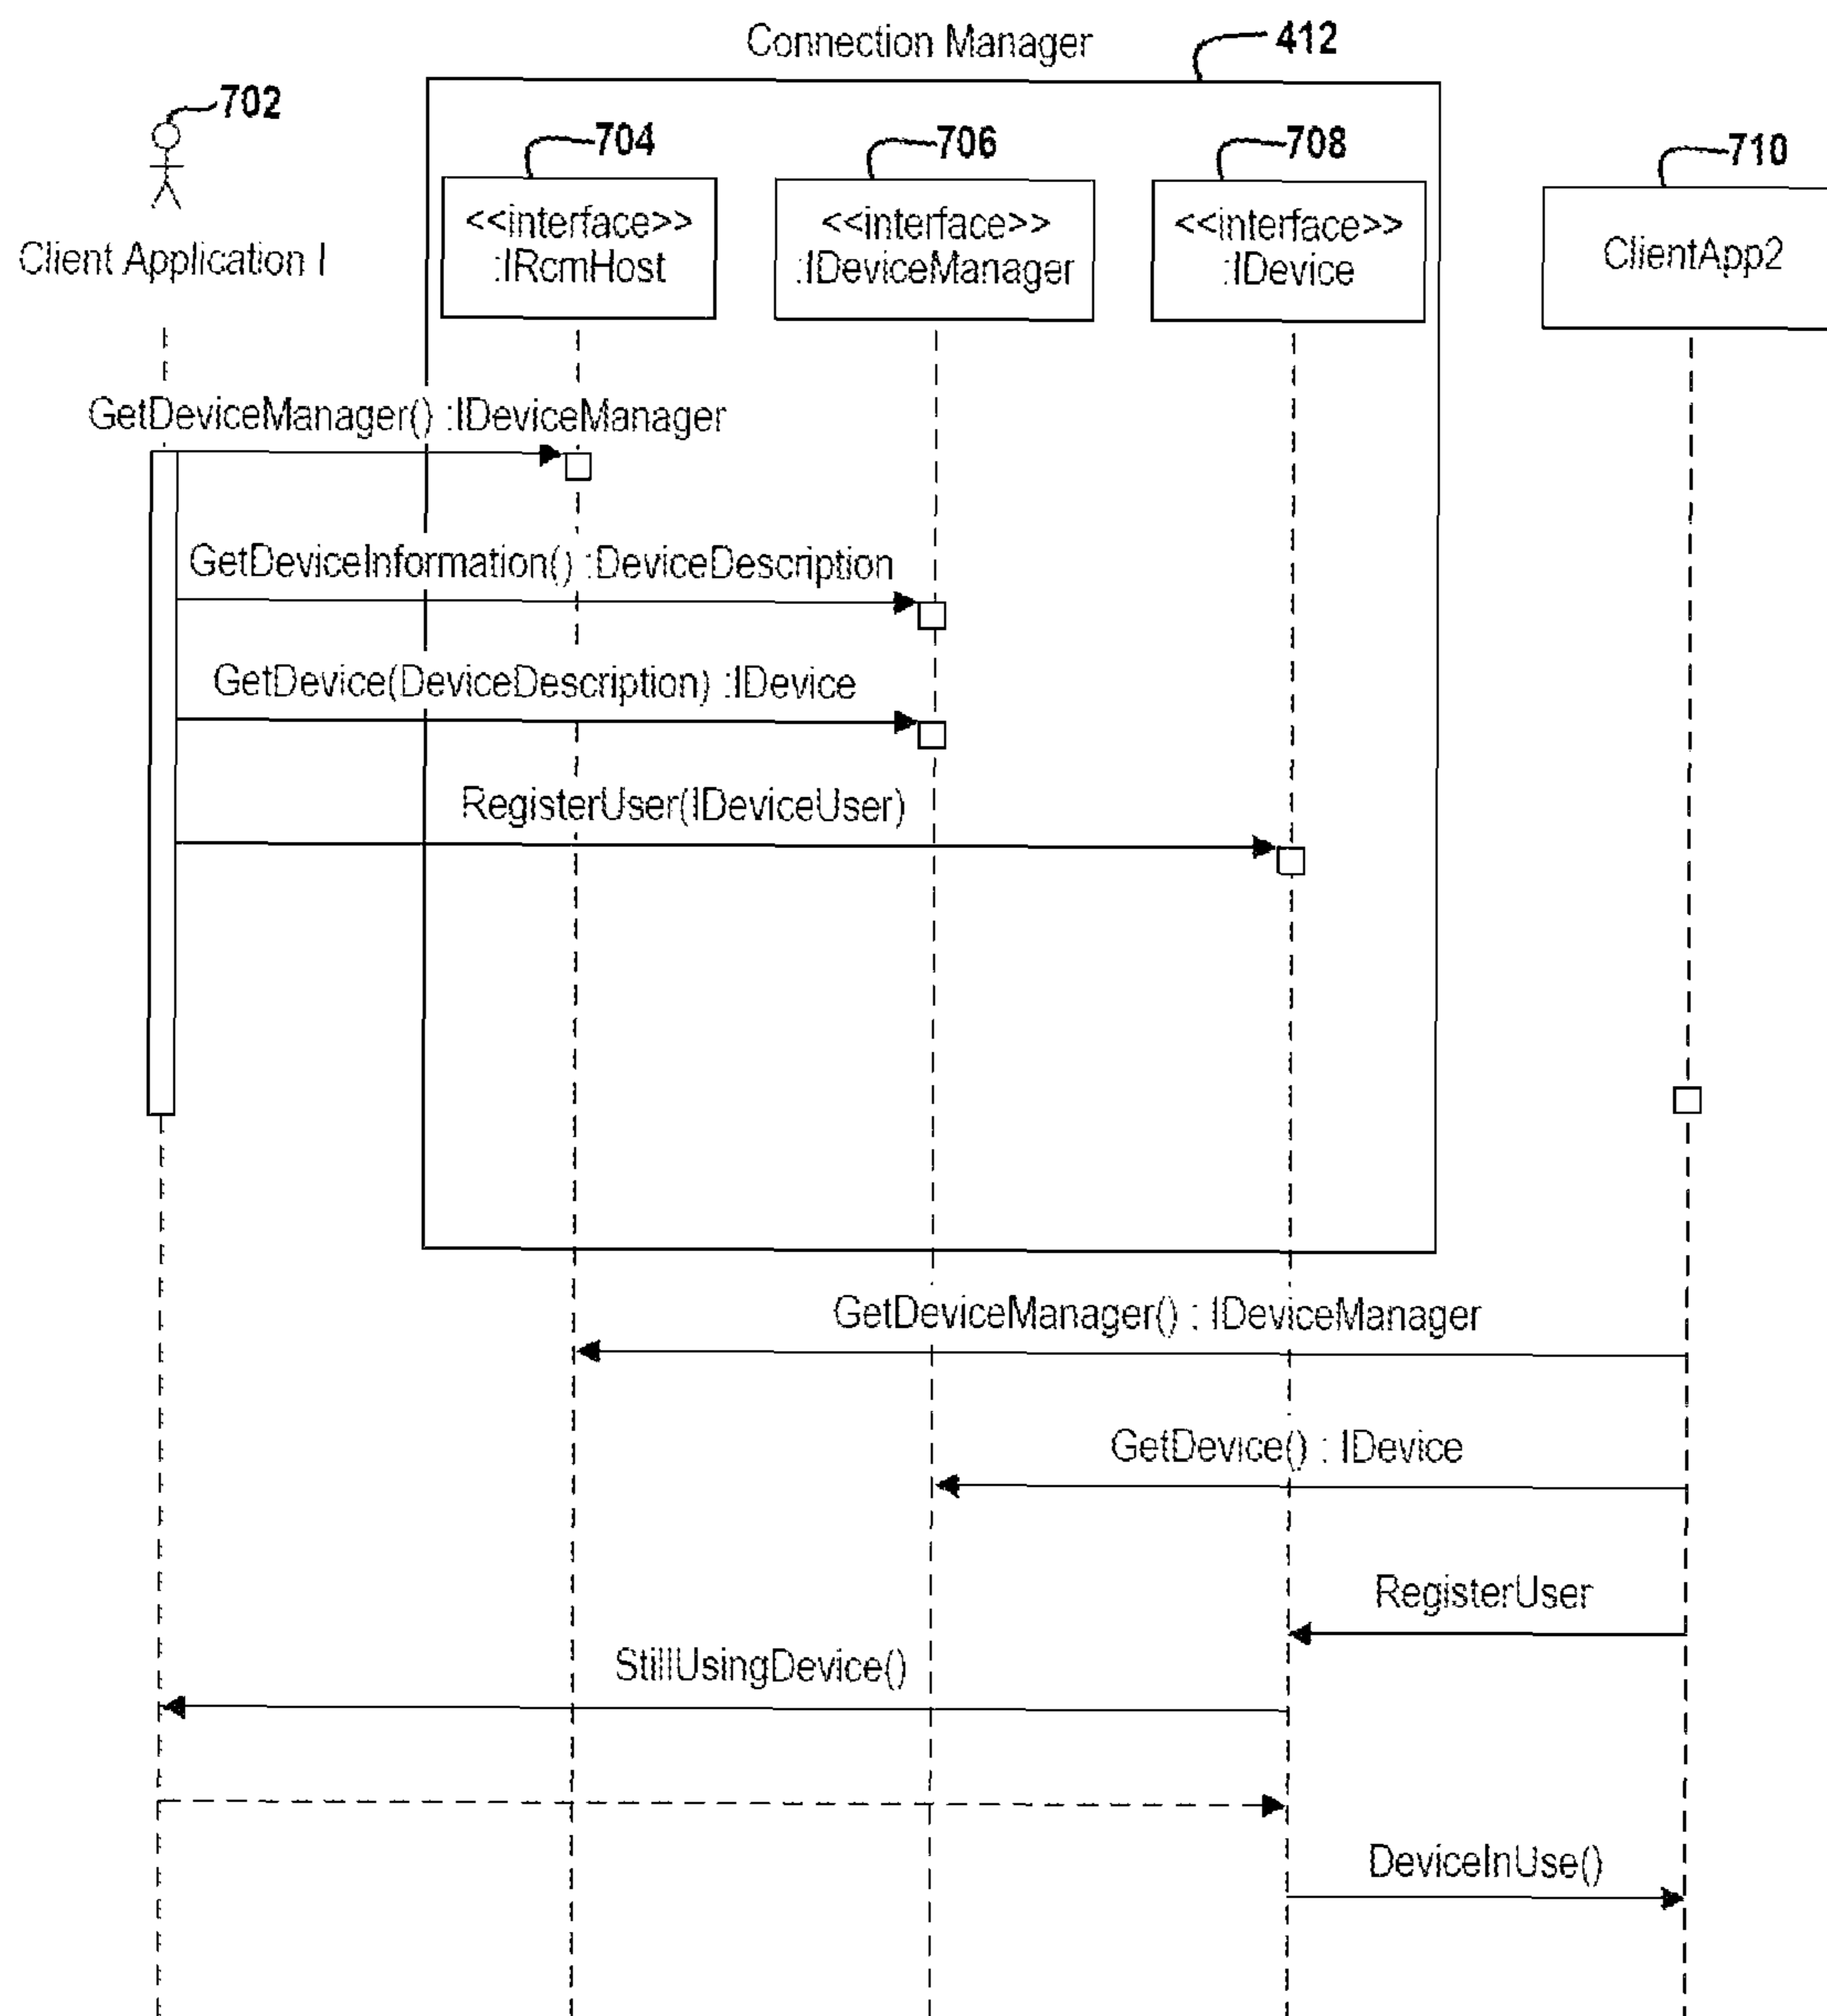 Connection Manager
412
702
704
706
708
710
Client Application I
<<interface>>
:IRcmHost
<<interface>>
:IDeviceManager
<<interface>>
:IDevice
ClientApp2
GetDeviceManager() :IDeviceManager
GetDeviceInformation() :DeviceDescription
GetDevice(DeviceDescription) :IDevice
RegisterUser(IDeviceUser)
GetDeviceManager() : IDeviceManager
GetDevice() : IDevice
RegisterUser
StillUsingDevice()
DeviceInUse()